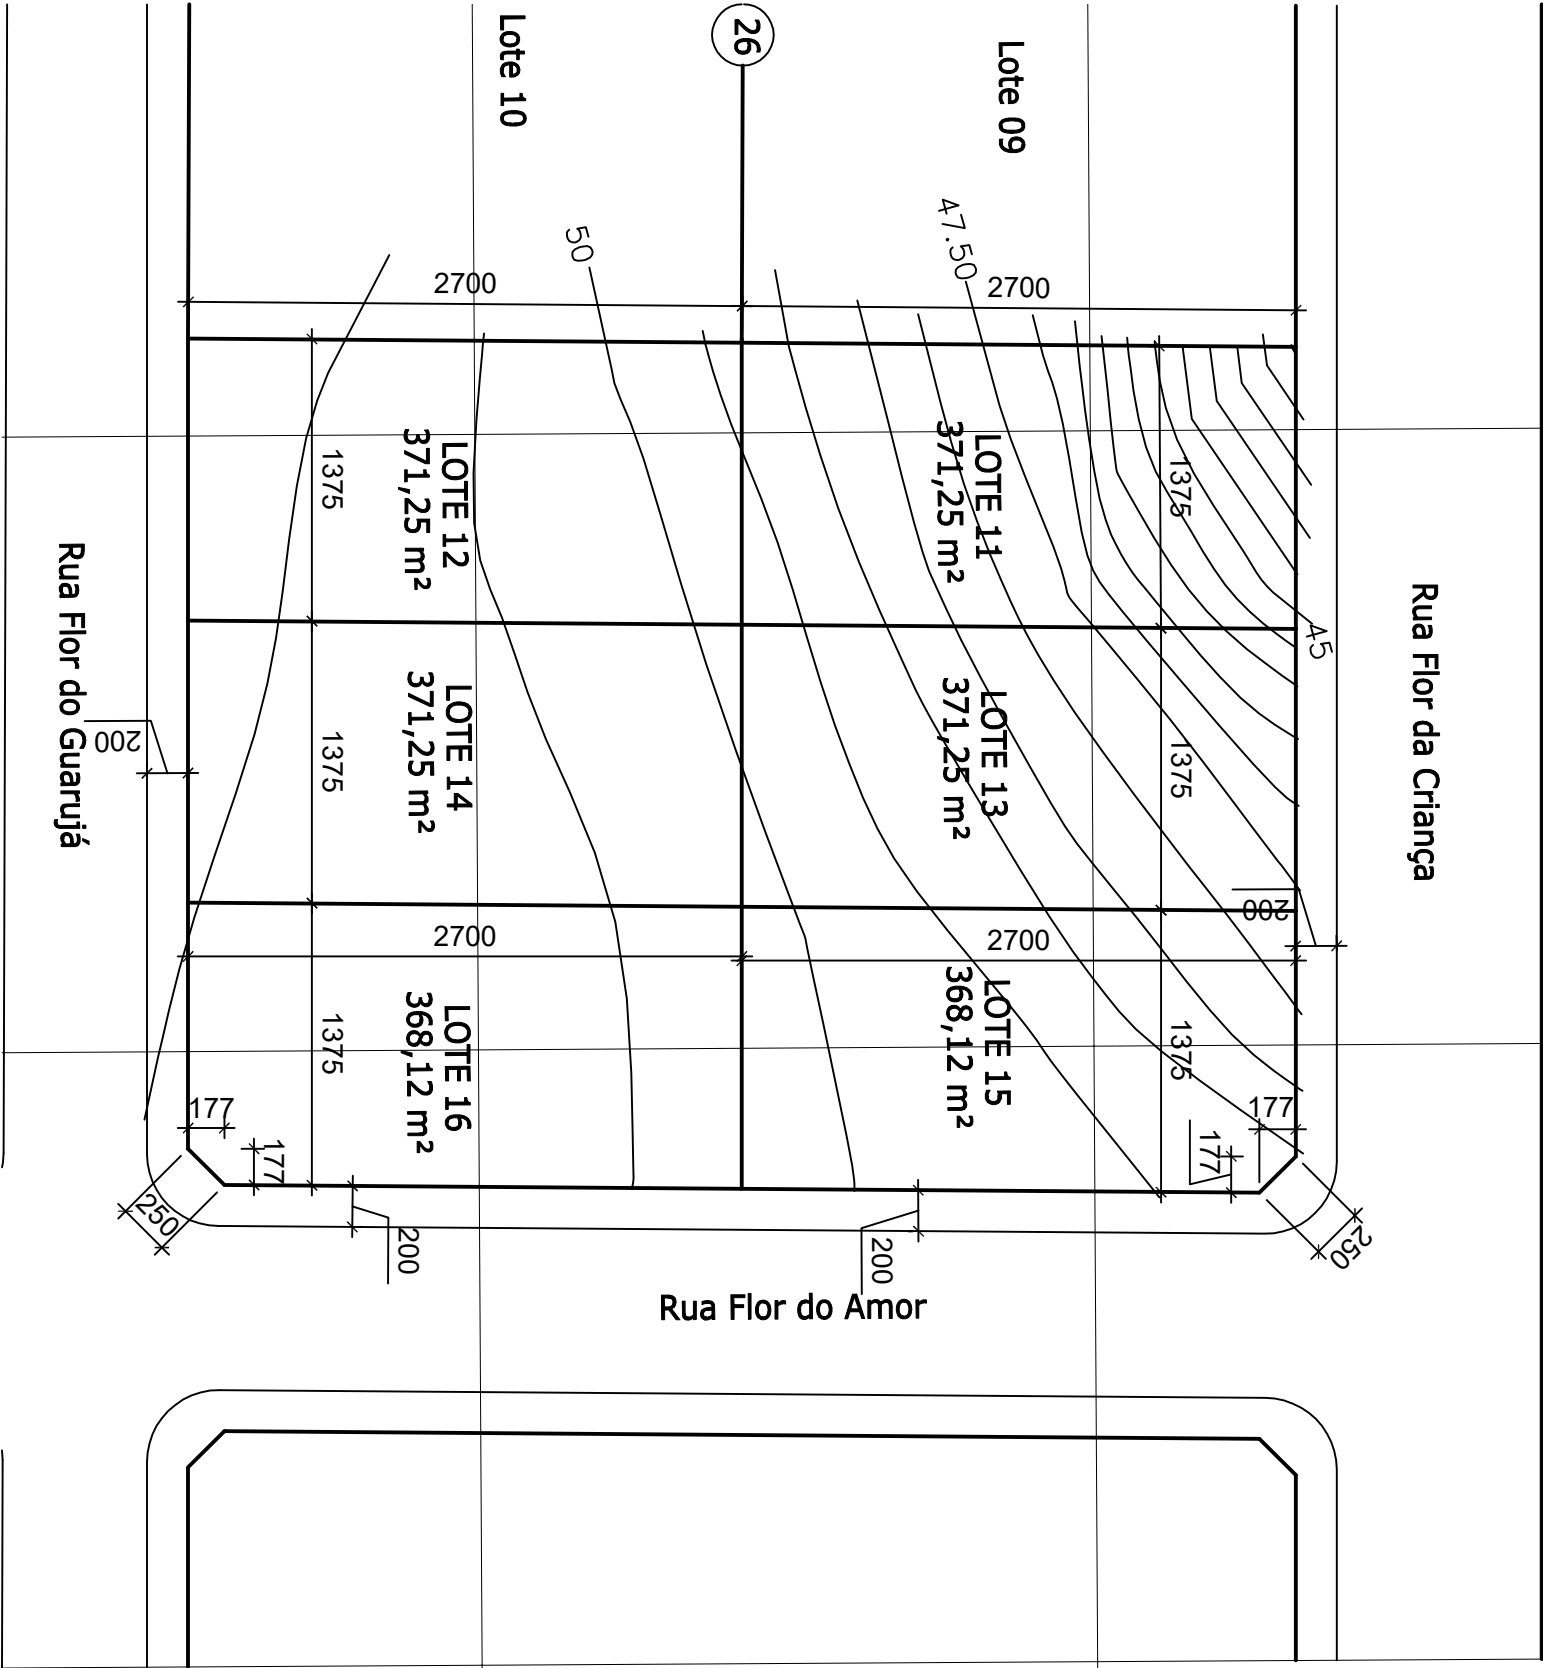 Lote 10
26
Lote 09
47.50
50
2700
2700
LOTE 12
371,25 m²
LOTE 11
371,25 m²
1375
1375
Rua Flor do Guarujá
Rua Flor da Criança
45
LOTE 14
371,25 m²
LOTE 13
371,25 m²
200
1375
1375
200
2700
2700
LOTE 16
368,12 m²
LOTE 15
368,12 m²
1375
1375
177
177
177
177
250
250
200
200
Rua Flor do Amor